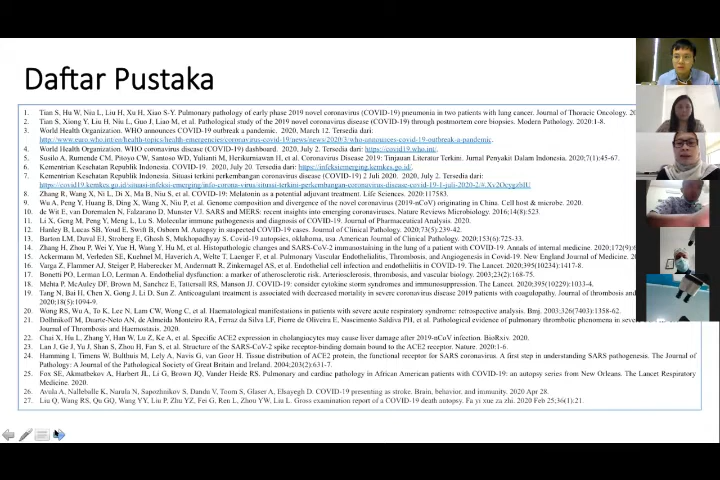 Daftar Pustaka
1. Tian S, Hu W, Niu L, Liu H, Xu H, Xiao S-Y. Pulmonary pathology of early phase 2019 novel coronavirus (COVID-19) pneumonia in two patients with lung cancer. Journal of Thoracic Oncology.
2. Tian S, Xiong Y, Liu H, Niu L, Guo J, Liao M, et al. Pathological study of the 2019 novel coronavirus disease (COVID-19) through postmortem core biopsies. Modern Pathology. 2020:1-8.
3. World Health Organization. WHO announces COVID-19 outbreak a pandemic. 2020, March 12. Tersedia dari:
http://www.euro.who.int/en/health-topics/health-emergencies/coronavirus-covid-19/news/news/2020/3/who-announces-covid-19-outbreak-a-pandemic.
4. World Health Organization. WHO coronavirus disease (COVID-19) dashboard. 2020, July 2. Tersedia dari: https://covid19.who.int/.
5. Susilo A, Rumende CM, Pitoyo CW, Santoso WD, Yulianti M, Herikurniawan H, et al. Coronavirus Disease 2019: Tinjauan Literatur Terkini. Jurnal Penyakit Dalam Indonesia. 2020;7(1):45-67.
6. Kementrian Kesehatan Republik Indonesia. COVID-19. 2020, July 20. Tersedia dari: https://infeksiemerging.kemkes.go.id/.
7. Kementrian Kesehatan Republik Indonesia. Situasi terkini perkembangan coronavirus disease (COVID-19) 2 Juli 2020. 2020, July 2. Tersedia dari:
8. Zhang R, Wang X, Ni L, Di X, Ma B, Niu S, et al. COVID-19: Melatonin as a potential adjuvant treatment. Life Sciences. 2020:117583.
9. Wu A, Peng Y, Huang B, Ding X, Wang X, Niu P, et al. Genome composition and divergence of the novel coronavirus (2019-nCoV) originating in China. Cell host & microbe. 2020.
10. de Wit E, van Doremalen N, Falzarano D, Munster VJ. SARS and MERS: recent insights into emerging coronaviruses. Nature Reviews Microbiology. 2016;14(8):523.
11. Li X, Geng M, Peng Y, Meng L, Lu S. Molecular immune pathogenesis and diagnosis of COVID-19. Journal of Pharmaceutical Analysis. 2020.
12. Hanley B, Lucas SB, Youd E, Swift B, Osborn M. Autopsy in suspected COVID-19 cases. Journal of Clinical Pathology. 2020;73(5):239-42.
13. Barton LM, Duval EJ, Stroberg E, Ghosh S, Mukhopadhyay S. Covid-19 autopsies, oklahoma, usa. American Journal of Clinical Pathology. 2020;153(6):725-33.
14. Zhang H, Zhou P, Wei Y, Yue H, Wang Y, Hu M, et al. Histopathologic changes and SARS-CoV-2 immunostaining in the lung of a patient with COVID-19. Annals of internal medicine.
15. Ackermann M, Verleden SE, Kuehnel M, Haverich A, Welte T, Laenger F, et al. Pulmonary Vascular Endothelialitis, Thrombosis, and Angiogenesis in Covid-19. New England Journal of Medicine.
16. Varga Z, Flammer AJ, Steiger P, Haberecker M, Andermatt R, Zinkernagel AS, et al. Endothelial cell infection and endotheliitis in COVID-19. The Lancet. 2020;395(10234):1417-8.
17. Bonetti PO, Lerman LO, Lerman A. Endothelial dysfunction: a marker of atherosclerotic risk. Arteriosclerosis, thrombosis, and vascular biology. 2003;23(2):168-75.
18. Mehta P, McAuley DF, Brown M, Sanchez E, Tattersall RS, Manson JJ. COVID-19: consider cytokine storm syndromes and immunosuppression. The Lancet. 2020;395(10229):1033-4.
19. Tang N, Bai H, Chen X, Gong J, Li D, Sun Z. Anticoagulant treatment is associated with decreased mortality in severe coronavirus disease 2019 patients with coagulopathy. Journal of thrombosis and
2020;18(5):1094-9.
20. Wong RS, Wu A, To K, Lee N, Lam CW, Wong C, et al. Haematological manifestations in patients with severe acute respiratory syndrome: retrospective analysis. Bmj. 2003;326(7403):1358-62.
21. Dolhnikoff M, Duarte-Neto AN, de Almeida Monteiro RA, Ferraz da Silva LF, Pierre de Oliveira E, Nascimento Saldiva PH, et al. Pathological evidence of pulmonary thrombotic phenomena in
Journal of Thrombosis and Haemostasis. 2020.
22. Chai X, Hu L, Zhang Y, Han W, Lu Z, Ke A, et al. Specific ACE2 expression in cholangiocytes may cause liver damage after 2019-nCoV infection. BioRxiv. 2020.
23. Lan J, Ge J, Yu J, Shan S, Zhou H, Fan S, et al. Structure of the SARS-CoV-2 spike receptor-binding domain bound to the ACE2 receptor. Nature. 2020:1-6.
24. Hamming I, Timens W, Bulthuis M, Lely A, Navis G, van Goor H. Tissue distribution of ACE2 protein, the functional receptor for SARS coronavirus. A first step in understanding SARS pathogenesis. The Journal of
Pathology: A Journal of the Pathological Society of Great Britain and Ireland. 2004;203(2):631-7.
25. Fox SE, Akmatbekov A, Harbert JL, Li G, Brown JQ, Vander Heide RS. Pulmonary and cardiac pathology in African American patients with COVID-19: an autopsy series from New Orleans. The Lancet Respiratory
Medicine. 2020.
26. Avula A, Nalleballe K, Narula N, Sapozhnikov S, Dandu V, Toom S, Glaser A, Elsayegh D. COVID-19 presenting as stroke. Brain, behavior, and immunity. 2020 Apr 28.
27. Liu Q, Wang RS, Qu GQ, Wang YY, Liu P, Zhu YZ, Fei G, Ren L, Zhou YW, Liu L. Gross examination report of a COVID-19 death autopsy. Fa yi xue za zhi. 2020 Feb 25;36(1):21.